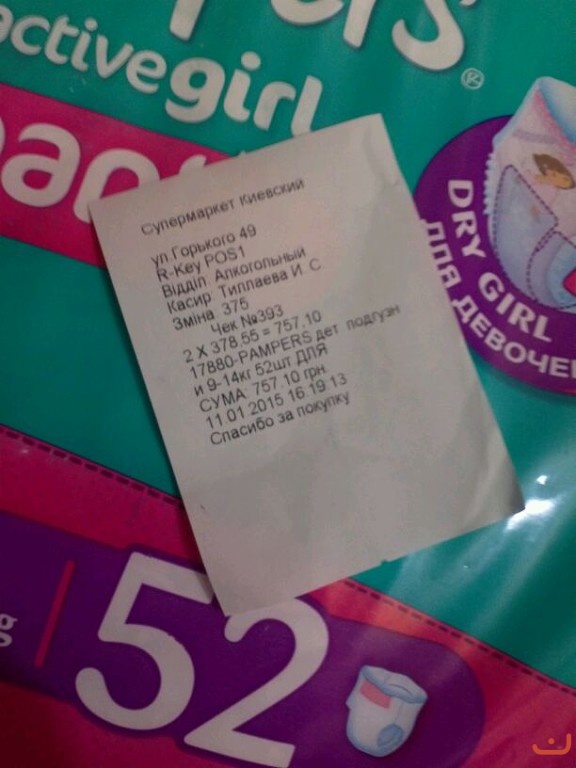 activegirl
Супермаркет Киевский
ул.Горького 49
R-Key POS1
Відділ: Алкогольный
Касир: Тиллаева И. С.
Зміна: 375
Чек №393
2 X 378,55 = 757,10
17880-PAMPERS дет. подгузн
и 9-14кг 52шт ДЛЯ
СУМА: 757.10 грн.
11.01.2015 16:19:13
Спасибо за покупку
DRY GIRL
ДЛЯ ДЕВОЧЕ
52